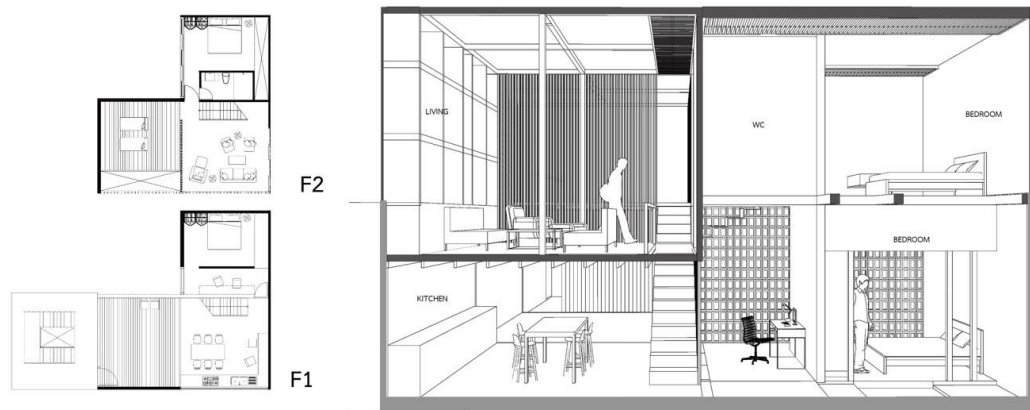 F2
F1
LIVING
WC
BEDROOM
BEDROOM
KITCHEN